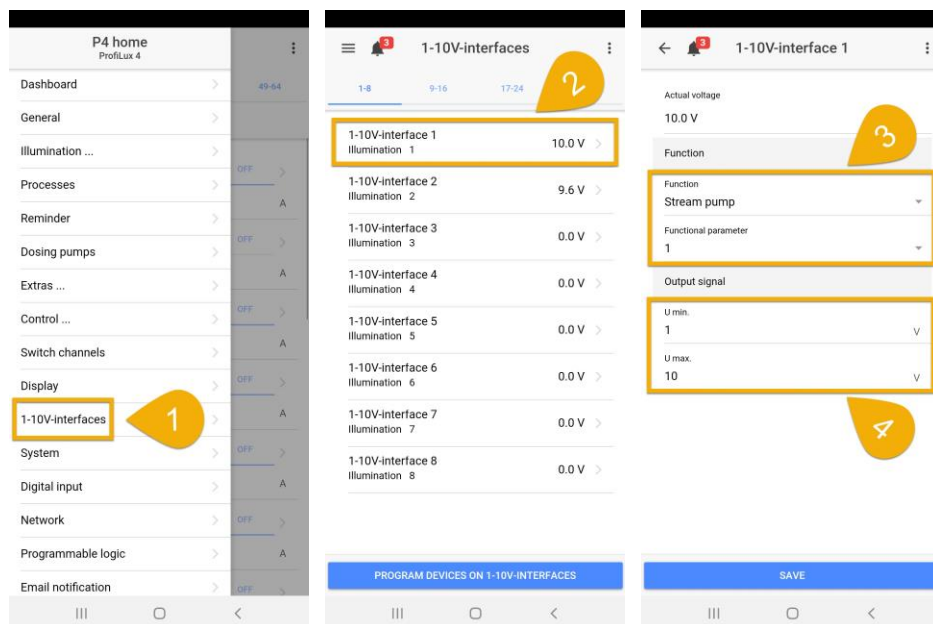 P4 home
ProfiLux 4
49-64
Dashboard
General
Illumination ...
OFF
Processes
A
Reminder
OFF
Dosing pumps
A
Extras ...
OFF
Control ...
A
Switch channels
Display
OFF
1-10V-interfaces
1
A
System
OFF
Digital input
A
Network
OFF
Programmable logic
A
Email notification
OFF
3
1-10V-interfaces
1-8
9-16
17-24
2
1-10V-interface 1
Illumination 1
10.0 V
1-10V-interface 2
Illumination 2
9.6 V
1-10V-interface 3
Illumination 3
0.0 V
1-10V-interface 4
Illumination 4
0.0 V
1-10V-interface 5
Illumination 5
0.0 V
1-10V-interface 6
Illumination 6
0.0 V
1-10V-interface 7
Illumination 7
0.0 V
1-10V-interface 8
Illumination 8
0.0 V
PROGRAM DEVICES ON 1-10V-INTERFACES
3
1-10V-interface 1
Actual voltage
10.0 V
3
Function
Function
Stream pump
Functional parameter
1
Output signal
U min.
1 V
U max.
10 V
4
SAVE